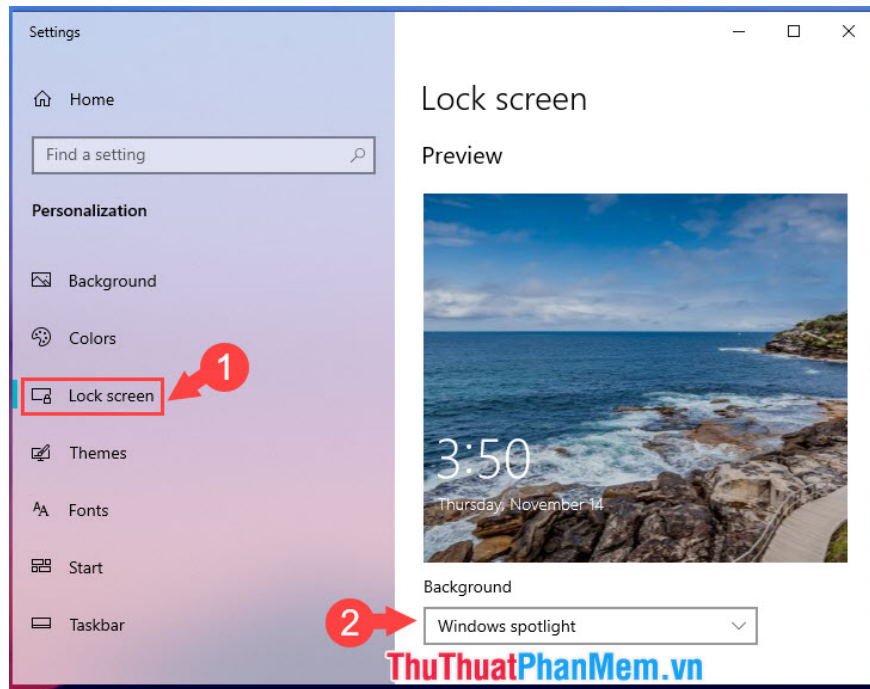 Settings
Home
Find a setting
Personalization
Background
Colors
1
Lock screen
Themes
Fonts
Start
Taskbar
Lock screen
Preview
3:50
Thursday, November 14
Background
2
Windows spotlight
ThuThuatPhanMem.vn